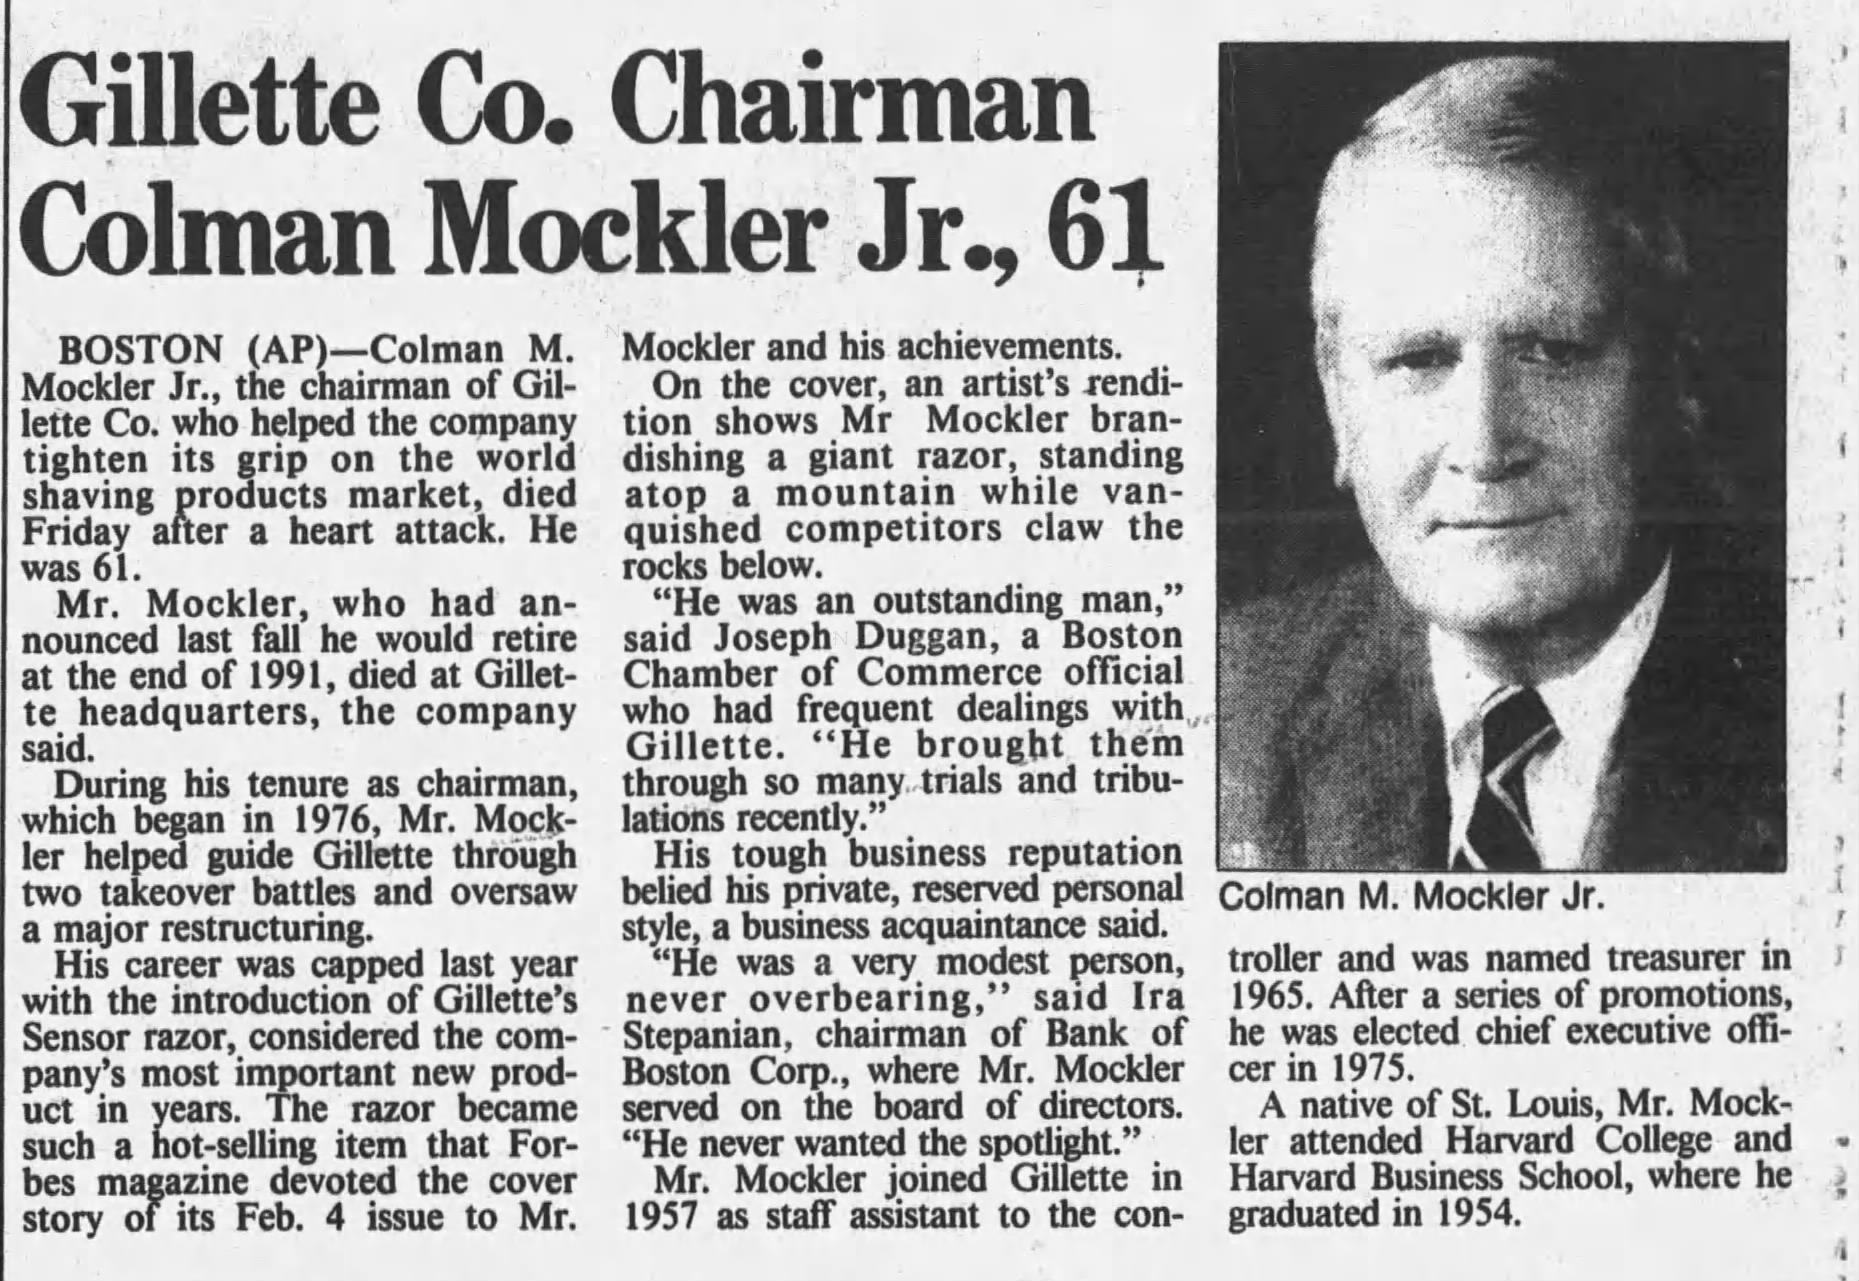 Gillette Co. Chairman
Colman Mockler Jr., 61
BOSTON (AP)—Colman M.
Mockler Jr., the chairman of Gil-
lette Co. who helped the company
tighten its grip on the world
shaving products market, died
Friday after a heart attack. He
was 61.
Mr. Mockler, who had an-
nounced last fall he would retire
at the end of 1991, died at Gillet-
te headquarters, the company
said.
During his tenure as chairman,
which began in 1976, Mr. Mock-
ler helped guide Gillette through
two takeover battles and oversaw
a major restructuring.
His career was capped last year
with the introduction of Gillette's
Sensor razor, considered the com-
pany's most important new prod-
uct in years. The razor became
such a hot-selling item that For-
bes magazine devoted the cover
story of its Feb. 4 issue to Mr.
Mockler and his achievements.
On the cover, an artist's rendi-
tion shows Mr Mockler bran-
dishing a giant razor, standing
atop a mountain while van-
quished competitors claw the
rocks below.
“He was an outstanding man,”
said Joseph Duggan, a Boston
Chamber of Commerce official
who had frequent dealings with
Gillette. “He brought them
through so many trials and tribu-
lations recently.”
His tough business reputation
belied his private, reserved personal
style, a business acquaintance said.
“He was a very modest person,
never overbearing,” said Ira
Stepanian, chairman of Bank of
Boston Corp., where Mr. Mockler
served on the board of directors.
“He never wanted the spotlight.”
Mr. Mockler joined Gillette in
1957 as staff assistant to the con-
Colman M. Mockler Jr.
troller and was named treasurer in
1965. After a series of promotions,
he was elected chief executive offi-
cer in 1975.
A native of St. Louis, Mr. Mock-
ler attended Harvard College and
Harvard Business School, where he
graduated in 1954.